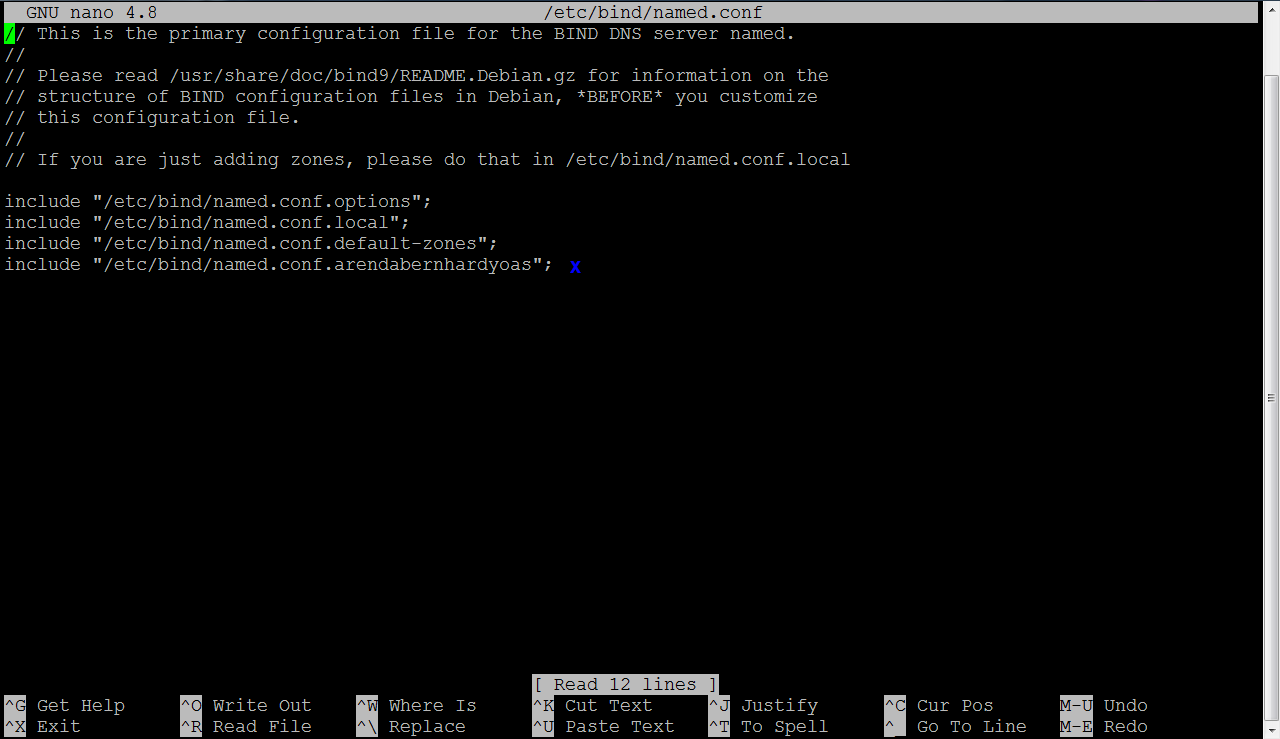 GNU nano 4.8 /etc/bind/named.conf
// This is the primary configuration file for the BIND DNS server named.
//
// Please read /usr/share/doc/bind9/README.Debian.gz for information on the
// structure of BIND configuration files in Debian, *BEFORE* you customize
// this configuration file.
//
// If you are just adding zones, please do that in /etc/bind/named.conf.local
include "/etc/bind/named.conf.options";
include "/etc/bind/named.conf.local";
include "/etc/bind/named.conf.default-zones";
include "/etc/bind/named.conf.arendabernhardyoas"; x
[ Read 12 lines ]
^G Get Help ^O Write Out ^W Where Is ^K Cut Text ^J Justify ^C Cur Pos M-U Undo
^X Exit ^R Read File ^\ Replace ^U Paste Text ^T To Spell ^ Go To Line M-E Redo